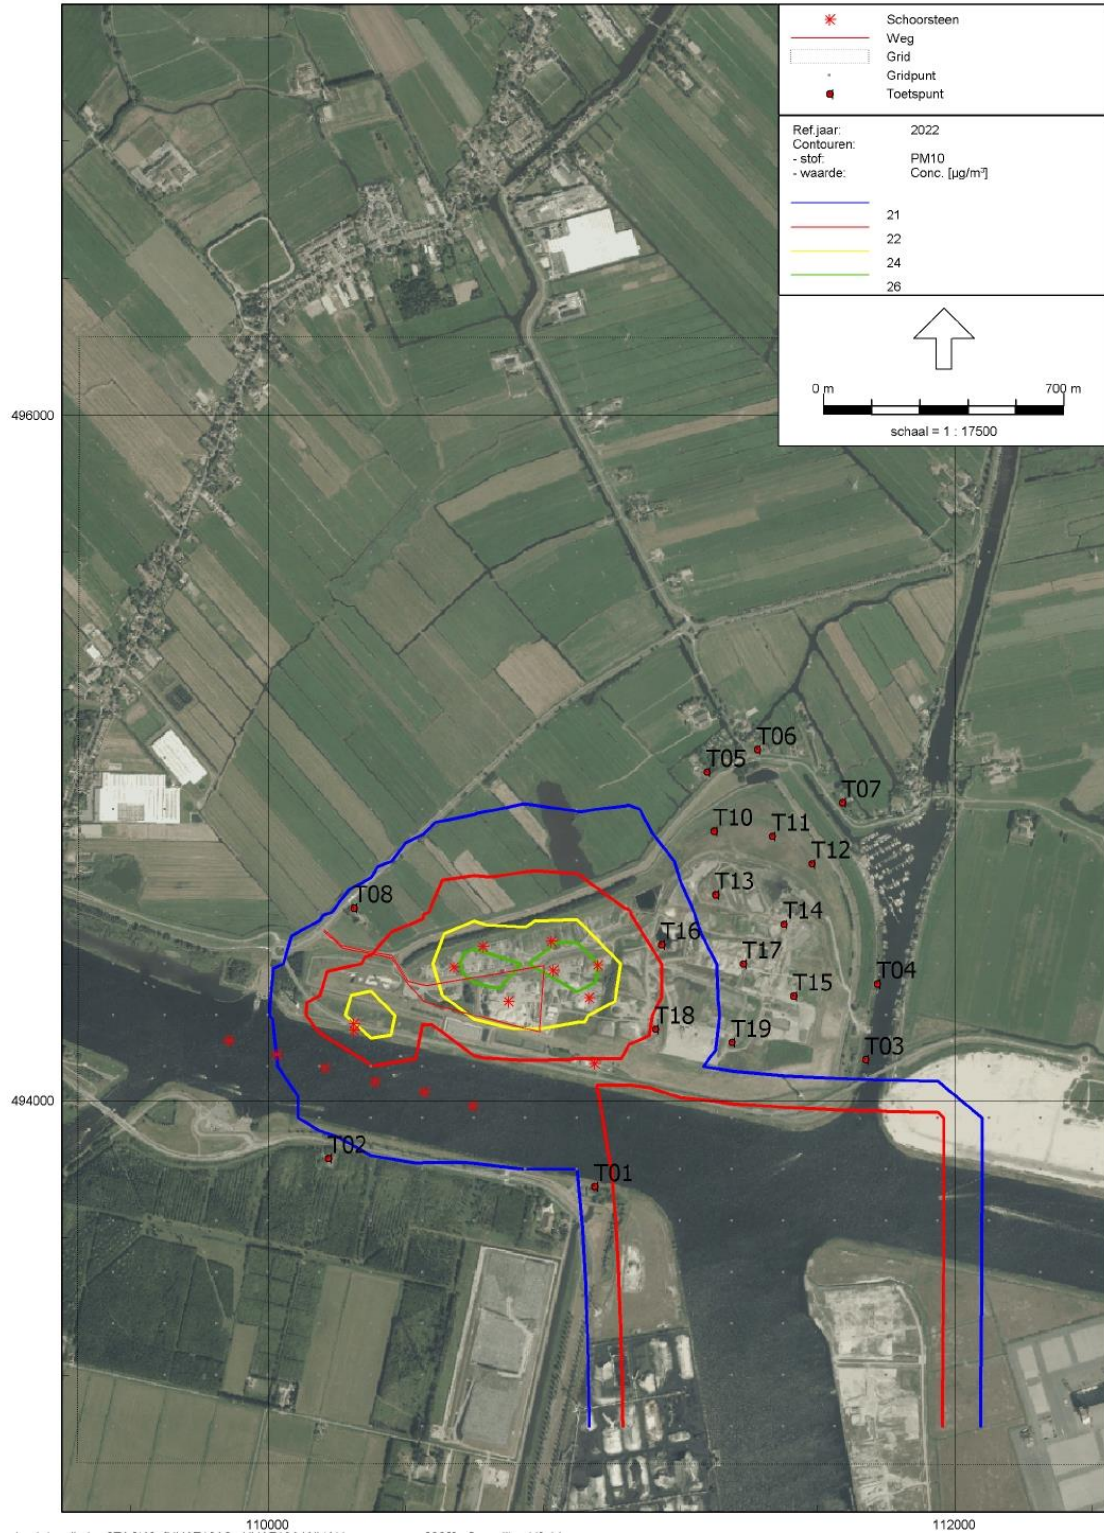 Schoorsteen
Weg
Grid
Gridpunt
Toetspunt
Ref.jaar: 2022
Contouren:
- stof: PM10
- waarde: Conc. [µg/m³]
21
22
24
26
0 m 700 m
schaal = 1 : 17500
496000
T06
T05
T07
T10
T11
T12
T13
T08
T14
T16
T17
T04
T15
T18
T19
T03
494000
T02
T01
110000
112000